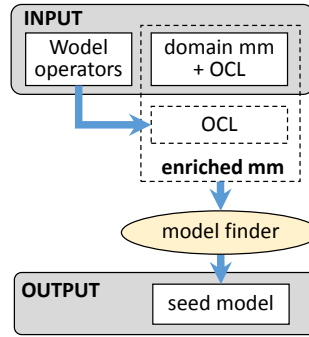 INPUT
Wodel
operators
domain mm
+ OCL
OCL
enriched mm
model finder
OUTPUT
seed model